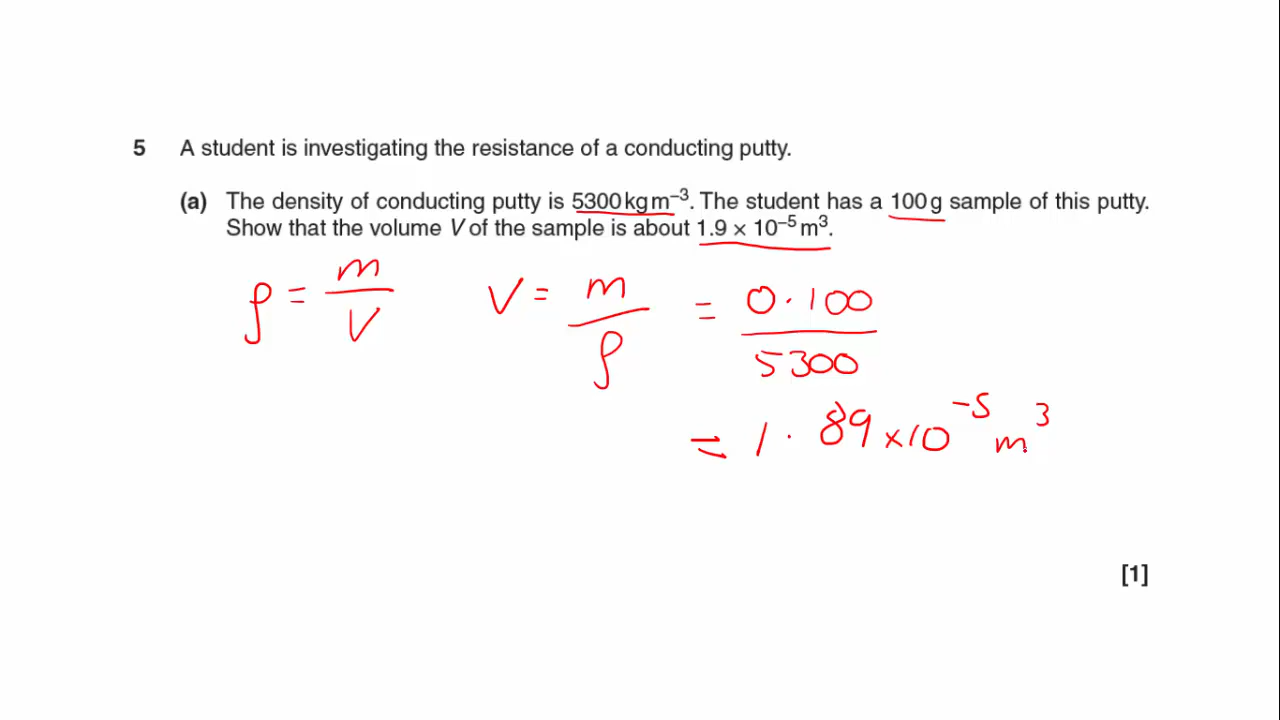 5 A student is investigating the resistance of a conducting putty.
(a) The density of conducting putty is 5300 kg m⁻³. The student has a 100 g sample of this putty.
Show that the volume V of the sample is about 1.9 × 10⁻⁵ m³.
ρ = m/V V = m/ρ = 0.100/5300
= 1.89 × 10⁻⁵ m³
[1]